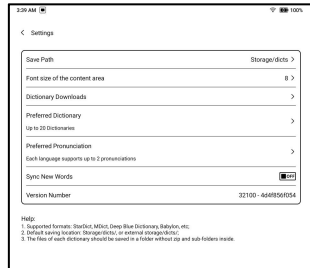 3:39 AM
100%
Settings
Save Path
Storage/dicts
Font size of the content area
8
Dictionary Downloads
Preferred Dictionary
Up to 20 Dictionaries
Preferred Pronunciation
Each language supports up to 2 pronunciations
Sync New Words
OFF
Version Number
32100 - 4d4f856f054
Help:
1. Supported formats: StarDict, MDict, Deep Blue Dictionary, Babylon, etc;
2. Default saving location: Storage/dicts/, or external storage/dicts/;
3. The files of each dictionary should be saved in a folder without zip and sub-folders inside.